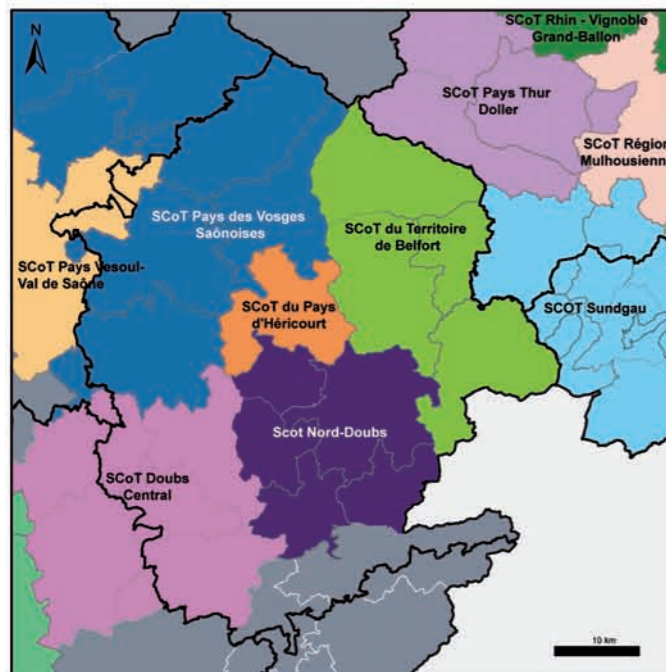 N
SCoT Rhin - Vignoble
Grand-Ballon
SCoT Pays Thur
Doller
SCoT Région
Mulhousienn
SCoT Pays des Vosges
Saônoises
SCoT du Territoire
de Belfort
SCoT Pays Vesoul-
Val de Saône
SCoT du Pays
d'Héricourt
SCOT Sundgau
Scot Nord-Doubs
SCoT Doubs
Central
10 km